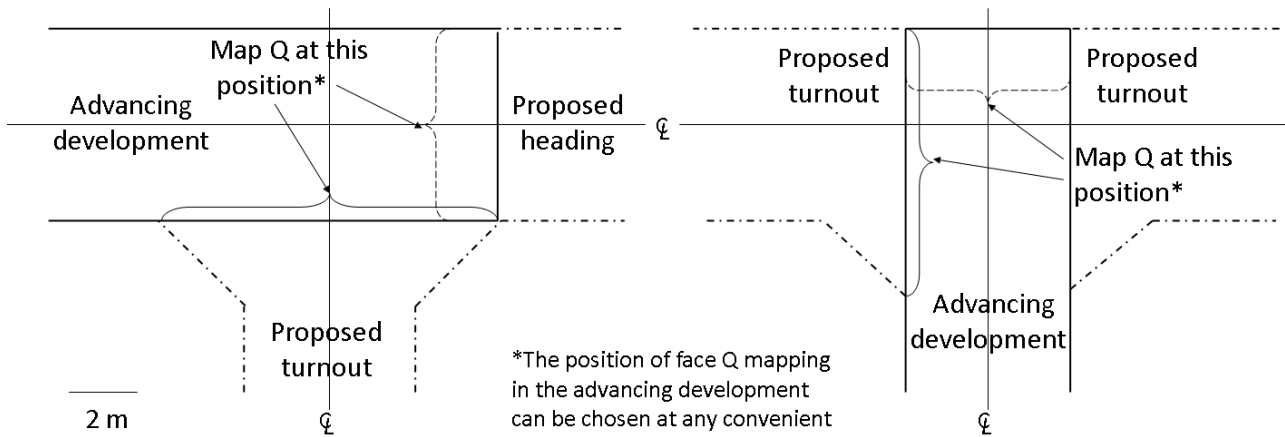 Map Q at this
position*
Advancing
development
Proposed
heading
℄
Proposed
turnout
2 m
℄
*The position of face Q mapping
in the advancing development
can be chosen at any convenient
Proposed
turnout
Proposed
turnout
Map Q at this
position*
Advancing
development
℄